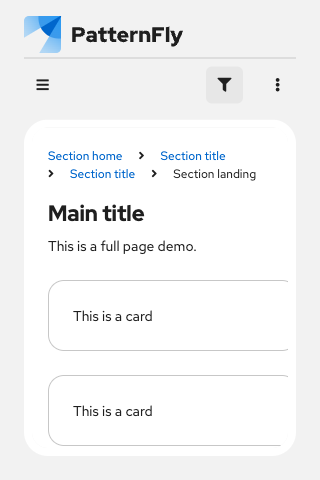 PatternFly
Section home Section title
Section title Section landing
Main title
This is a full page demo.
This is a card
This is a card